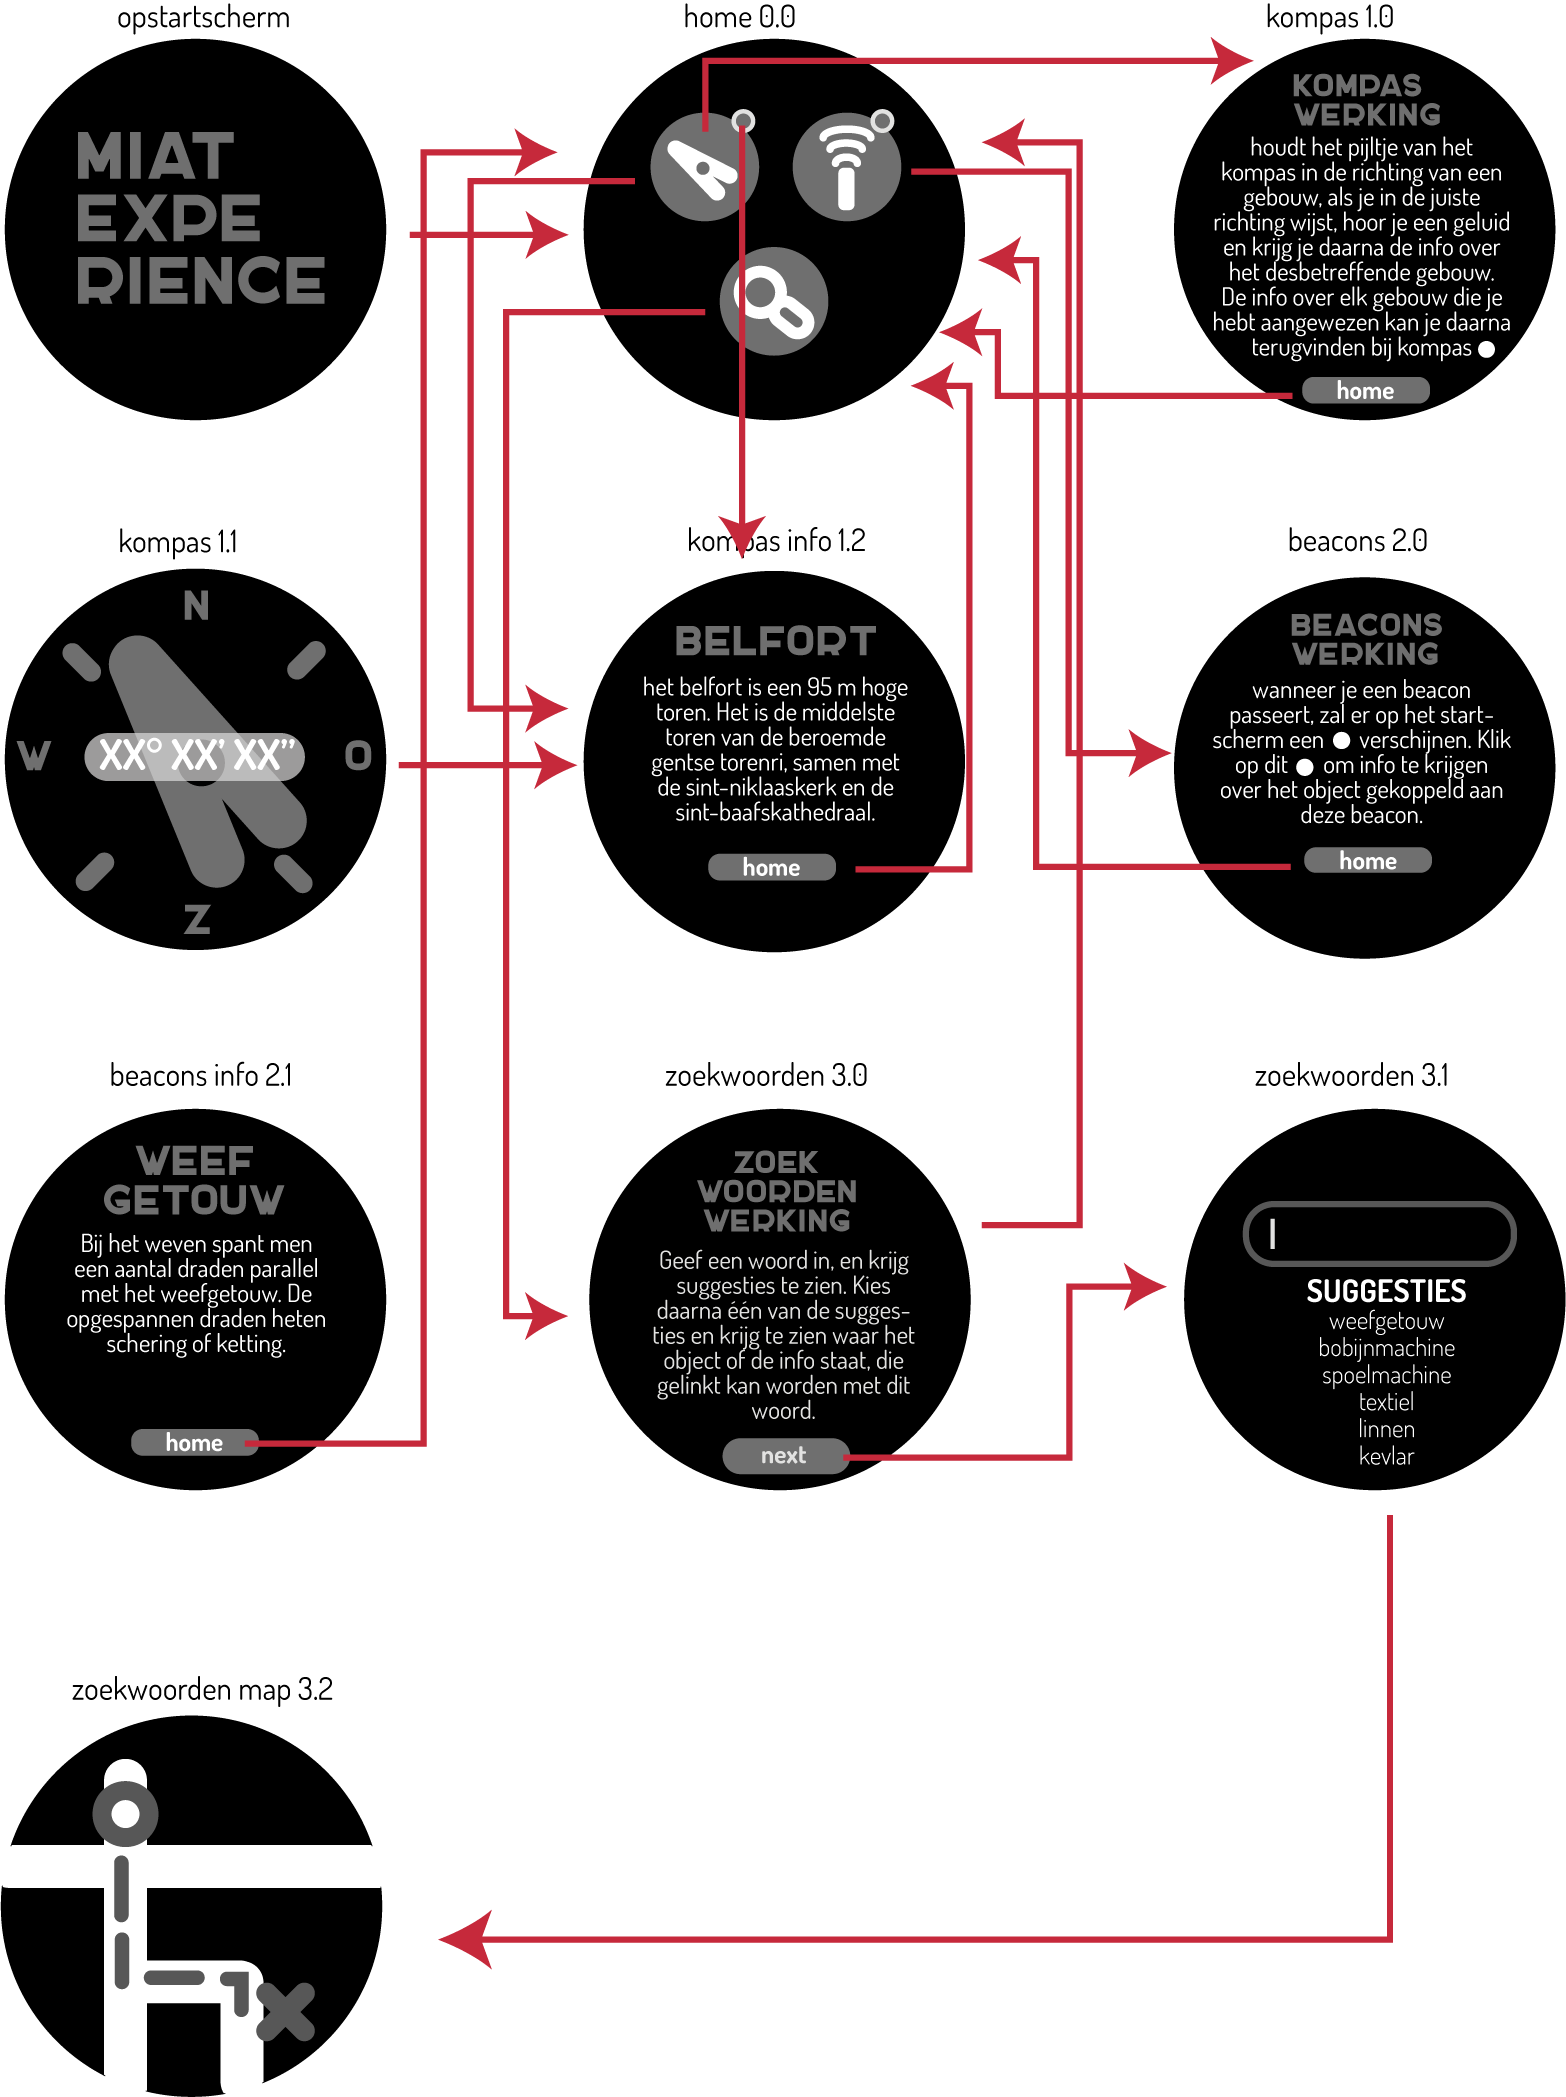 opstartscherm
MIAT
EXPE
RIENCE
home 0.0
kompas 1.0
KOMPAS
WERKING
houdt het pijltje van het
kompas in de richting van een
gebouw, als je in de juiste
richting wijst, hoor je een geluid
en krijg je daarna de info over
het desbetreffende gebouw.
De info over elk gebouw die je
hebt aangewezen kan je daarna
terugvinden bij kompas
home
kompas 1.1
N
W
XX° XX' XX”
O
Z
kompas info 1.2
BELFORT
het belfort is een 95 m hoge
toren. Het is de middelste
toren van de beroemde
gentse torenri, samen met
de sint-niklaaskerk en de
sint-baafskathedraal.
home
beacons 2.0
BEACONS
WERKING
wanneer je een beacon
passeert, zal er op het start-
scherm een verschijnen. Klik
op dit om info te krijgen
over het object gekoppeld aan
deze beacon.
home
beacons info 2.1
WEEF
GETOUW
Bij het weven spant men
een aantal draden parallel
met het weefgetouw. De
opgespannen draden heten
schering of ketting.
home
zoekwoorden 3.0
ZOEK
WOORDEN
WERKING
Geef een woord in, en krijg
suggesties te zien. Kies
daarna één van de sugges-
ties en krijg te zien waar het
object of de info staat, die
gelinkt kan worden met dit
woord.
next
zoekwoorden 3.1
SUGGESTIES
weefgetouw
bobijnmachine
spoelmachine
textiel
linnen
kevlar
zoekwoorden map 3.2